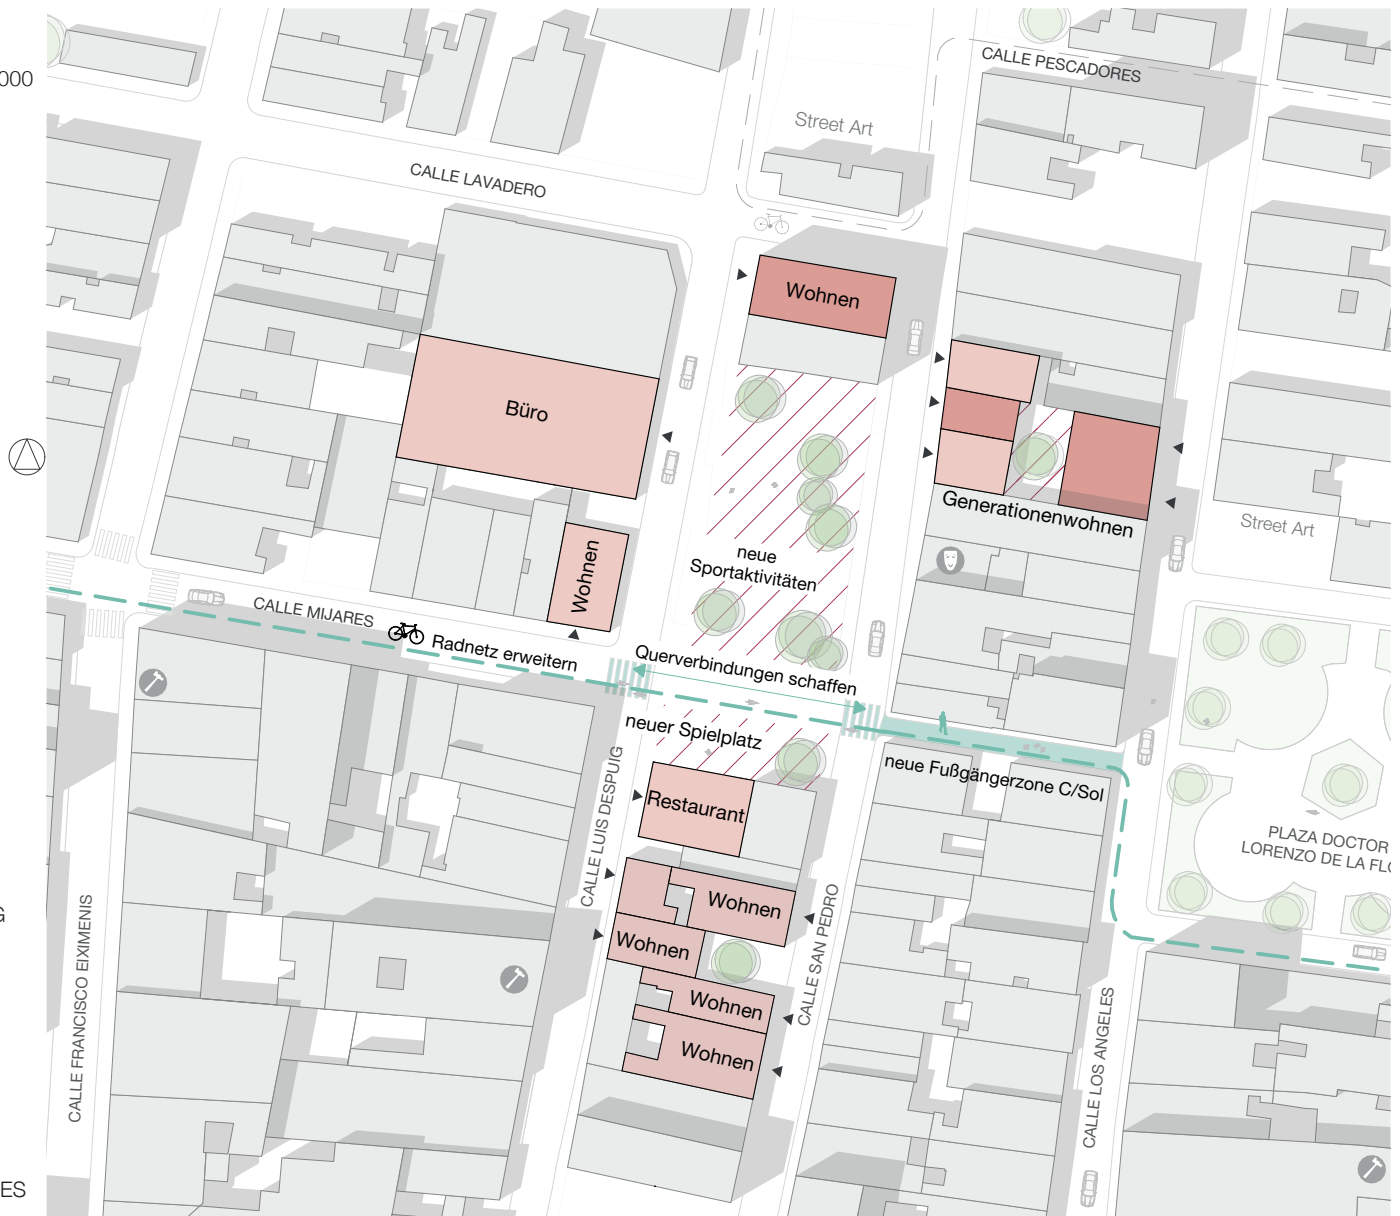 CALLE PESCADORES
000
Street Art
CALLE LAVADERO
Wohnen
Büro
Generationenwohnen
Street Art
neue
Sportaktivitäten
Wohnen
CALLE MIJARES
Radnetz erweitern
Querverbindungen schaffen
neuer Spielplatz
neue Fußgängerzone C/Sol
CALLE LUIS DESPUIG
Restaurant
PLAZA DOCTOR
LORENZO DE LA FLO
Wohnen
Wohnen
CALLE SAN PEDRO
G
CALLE FRANCISCO EIXIMENIS
Wohnen
Wohnen
CALLE LOS ANGELES
ES